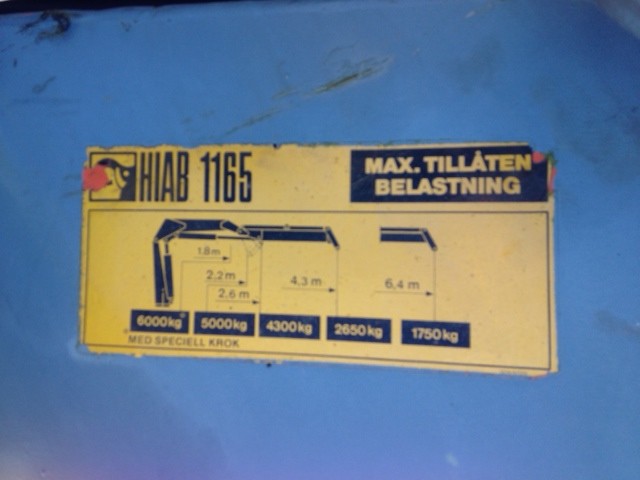 HIAB 1165
MAX. TILLÅTEN
BELASTNING
1.8m
2.2 m
2.6 m
4.3 m
6,4 m
6000kg°
5000kg
4300kg
2650kg
1750kg
°MED SPECIELL KROK